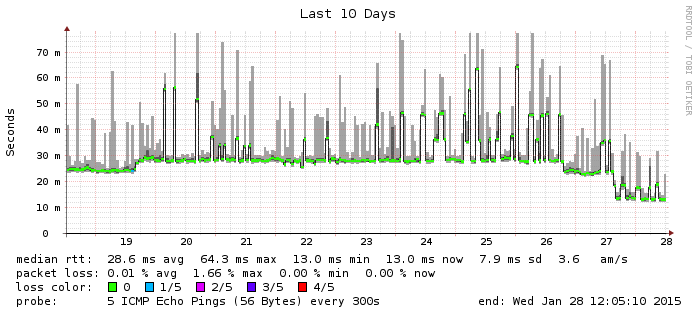 Last 10 Days
RRDTOOL / TOBI OETIKER
Seconds
70 m
60 m
50 m
40 m
30 m
20 m
10 m
0
19 20 21 22 23 24 25 26 27 28
median rtt: 28.6 ms avg 64.3 ms max 13.0 ms min 13.0 ms now 7.9 ms sd 3.6 am/s
packet loss: 0.01 % avg 1.66 % max 0.00 % min 0.00 % now
loss color: 0 1/5 2/5 3/5 4/5
probe: 5 ICMP Echo Pings (56 Bytes) every 300s end: Wed Jan 28 12:05:10 2015